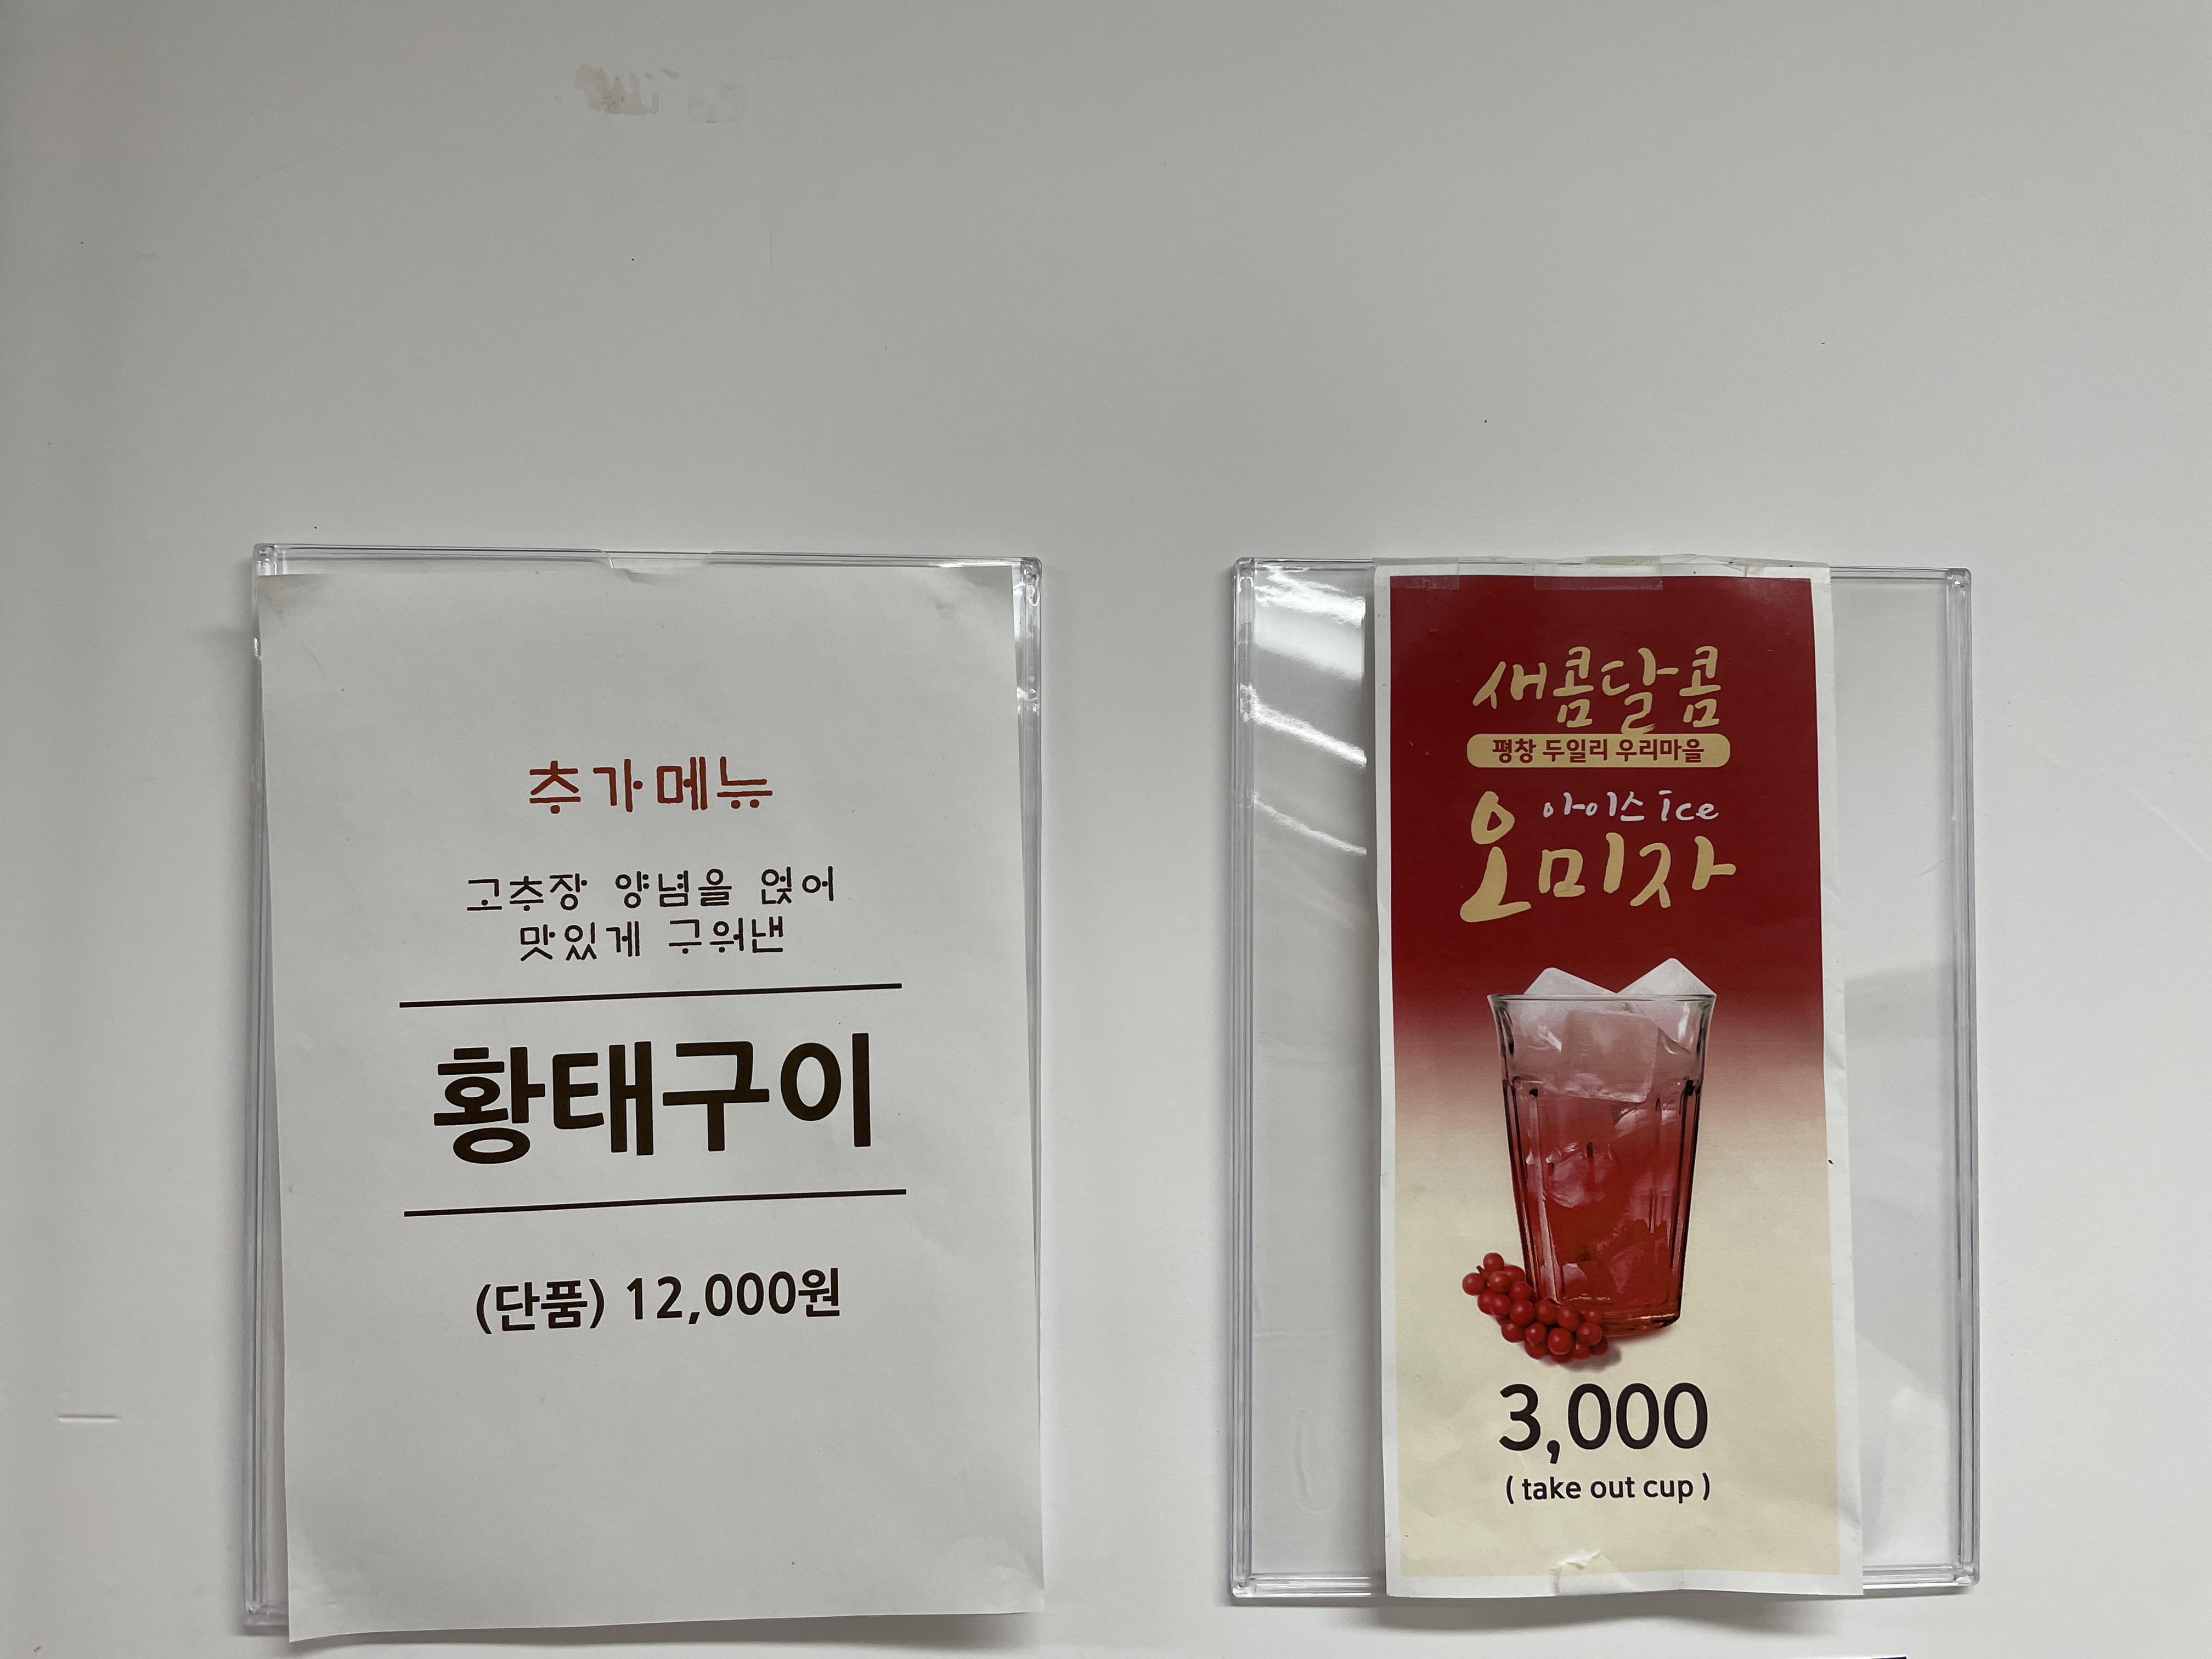 추가메뉴
고추장 양념을 얹어
맛있게 구워낸
황태구이
(단품) 12,000원
새콤달콤
평창 두일리 우리마을
아이스 ice
오미자
3,000
( take out cup )